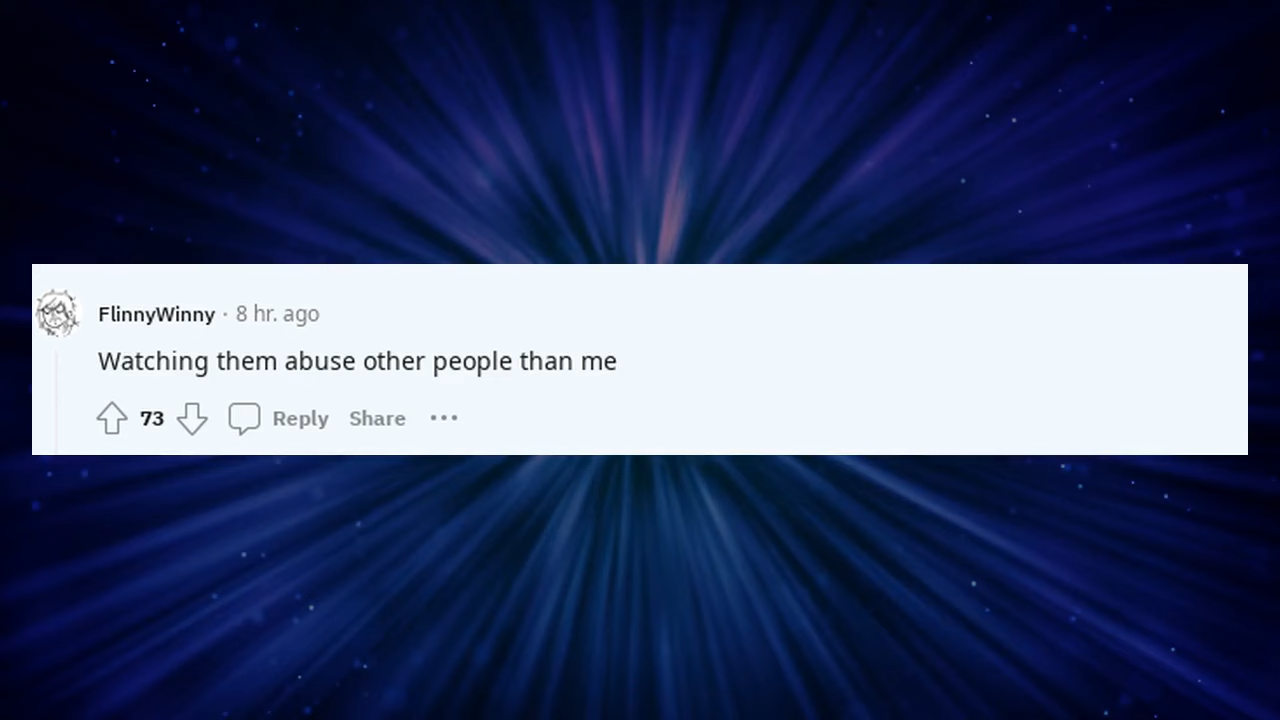 FlinnyWinny · 8 hr. ago
Watching them abuse other people than me
73 Reply Share ···